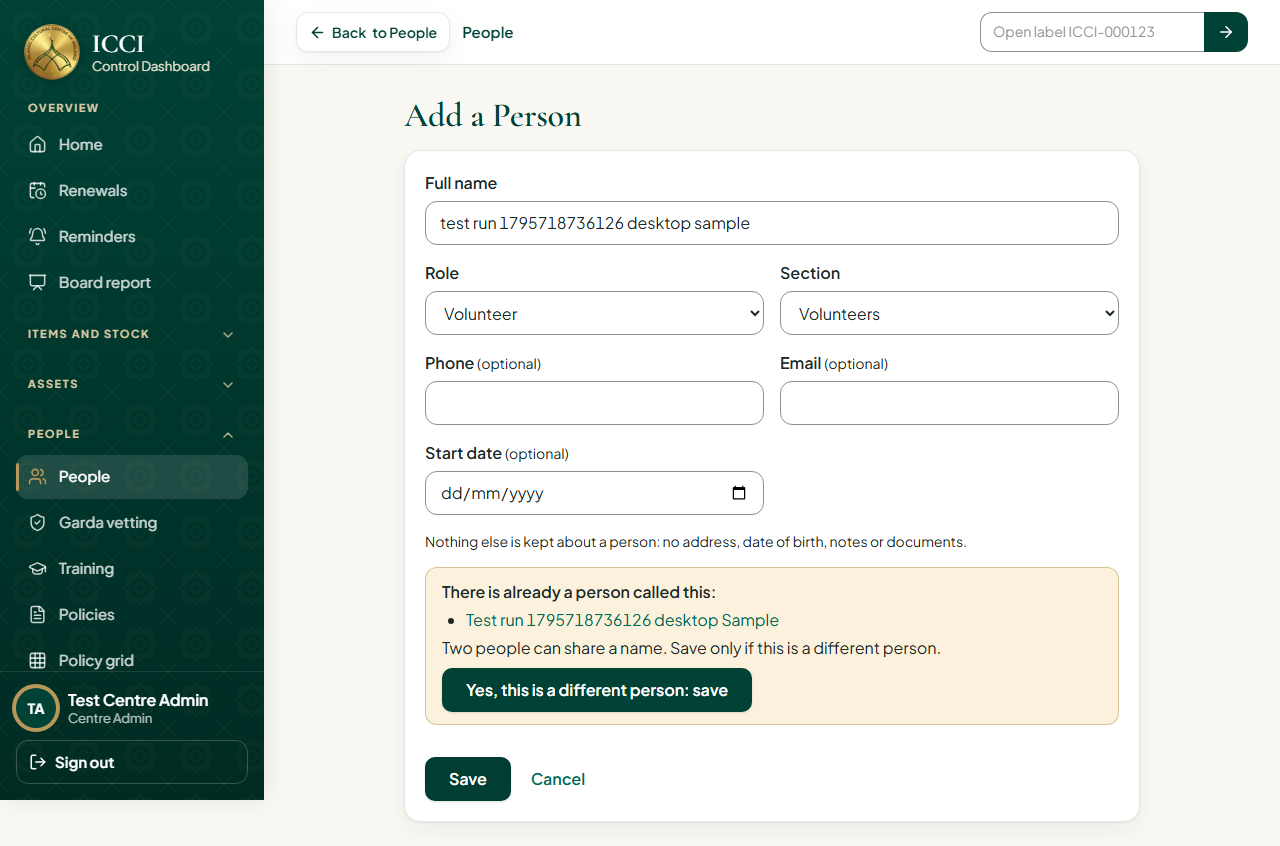 ICCI
Control Dashboard
OVERVIEW
Home
Renewals
Reminders
Board report
ITEMS AND STOCK
ASSETS
PEOPLE
People
Garda vetting
Training
Policies
Policy grid
TA
Test Centre Admin
Centre Admin
Sign out
Back to People
People
Open label ICCI-000123
Add a Person
Full name
test run 1795718736126 desktop sample
Role
Section
Volunteer
Volunteers
Phone (optional)
Email (optional)
Start date (optional)
dd/mm/yyyy
Nothing else is kept about a person: no address, date of birth, notes or documents.
There is already a person called this:
Test run 1795718736126 desktop Sample
Two people can share a name. Save only if this is a different person.
Yes, this is a different person: save
Save
Cancel